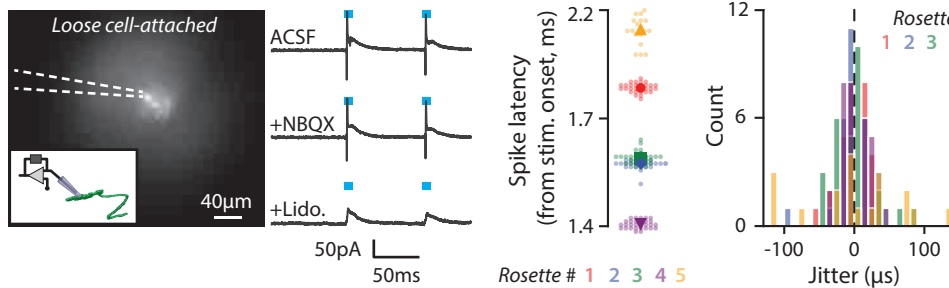 Loose cell-attached
40µm
ACSF
+NBQX
+Lido.
50pA
50ms
Spike latency
(from stim. onset, ms)
2.2
1.7
1.4
Rosette # 1 2 3 4 5
Count
12
6
0
-100 0 100
Jitter (µs)
Rosette
1 2 3